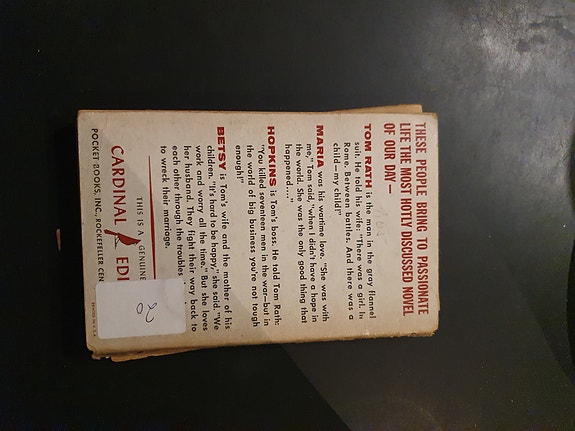 THESE PEOPLE BRING TO PASSIONATE
LIFE THE MOST HOTLY DISCUSSED NOVEL
OF OUR DAY—
TOM RATH is the man in the gray flannel
suit. He told his wife: "There was a girl. In
Rome. Between battles. And there was a
child—my child!"
MARIA was his wartime love. "She was with
me," Tom said, "when I didn't have a hope in
the world. She was the only good thing that
happened...."
HOPKINS is Tom's boss. He told Tom Rath:
"You killed seventeen men in the war—but in
the world of big business you're not tough
enough!"
BETSY is Tom's wife and the mother of his
children. "It's hard to be happy," she said. "We
work and worry all the time." But she loves
her husband. They fight their way back to
each other through the troubles
to wreck their marriage.
THIS IS A GENUINE
CARDINAL EDI
POCKET BOOKS, INC., ROCKEFELLER CEN
PRINTED IN U.S.A.
20